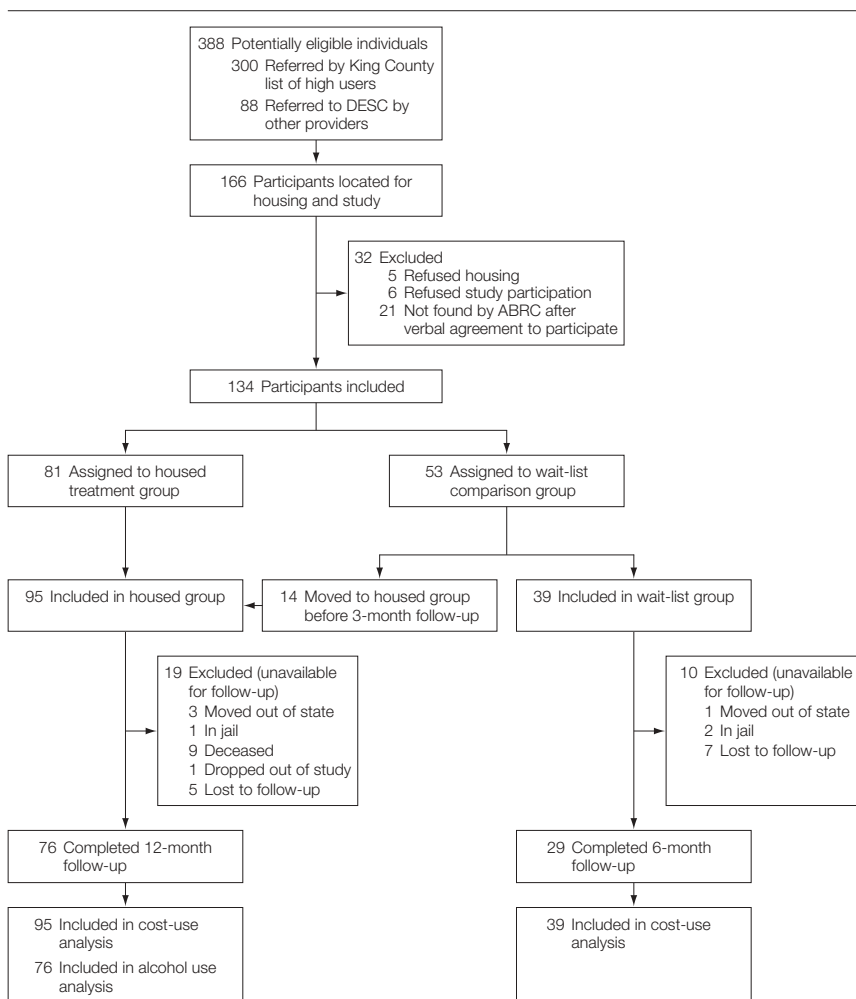 388 Potentially eligible individuals
300 Referred by King County
list of high users
88 Referred to DESC by
other providers
166 Participants located for
housing and study
32 Excluded
5 Refused housing
6 Refused study participation
21 Not found by ABRC after
verbal agreement to participate
134 Participants included
81 Assigned to housed
treatment group
53 Assigned to wait-list
comparison group
95 Included in housed group
14 Moved to housed group
before 3-month follow-up
39 Included in wait-list group
19 Excluded (unavailable
for follow-up)
3 Moved out of state
1 In jail
9 Deceased
1 Dropped out of study
5 Lost to follow-up
10 Excluded (unavailable
for follow-up)
1 Moved out of state
2 In jail
7 Lost to follow-up
76 Completed 12-month
follow-up
29 Completed 6-month
follow-up
95 Included in cost-use
analysis
76 Included in alcohol use
analysis
39 Included in cost-use
analysis